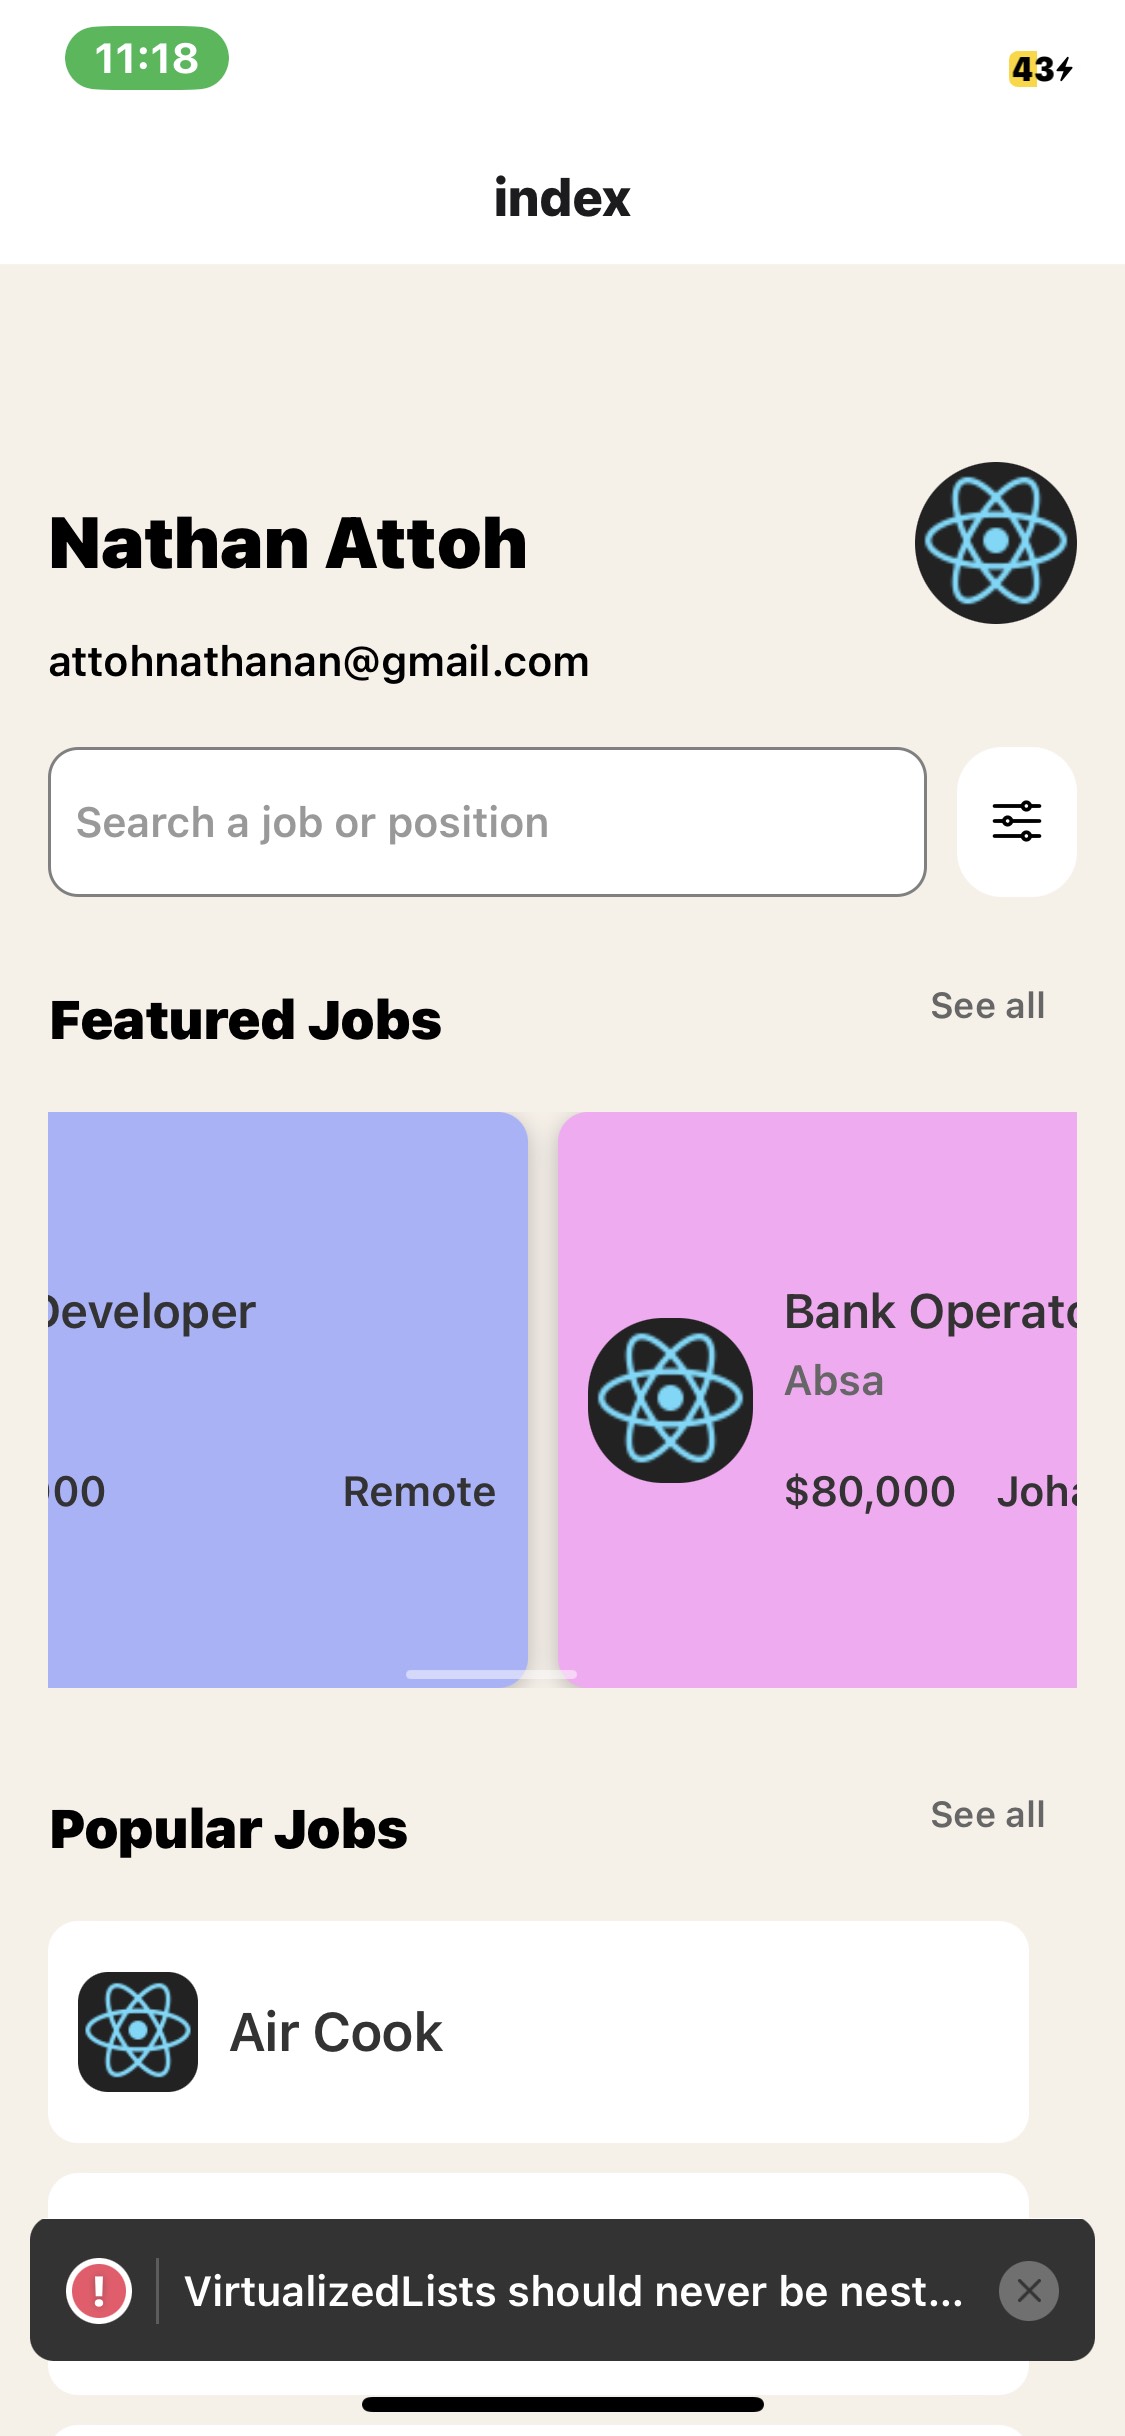 11:18
43
index
Nathan Attoh
attohnathanan@gmail.com
Search a job or position
Featured Jobs
See all
Developer
Bank Operato
Absa
00
Remote
$80,000
Joha
Popular Jobs
See all
Air Cook
! VirtualizedLists should never be nest...